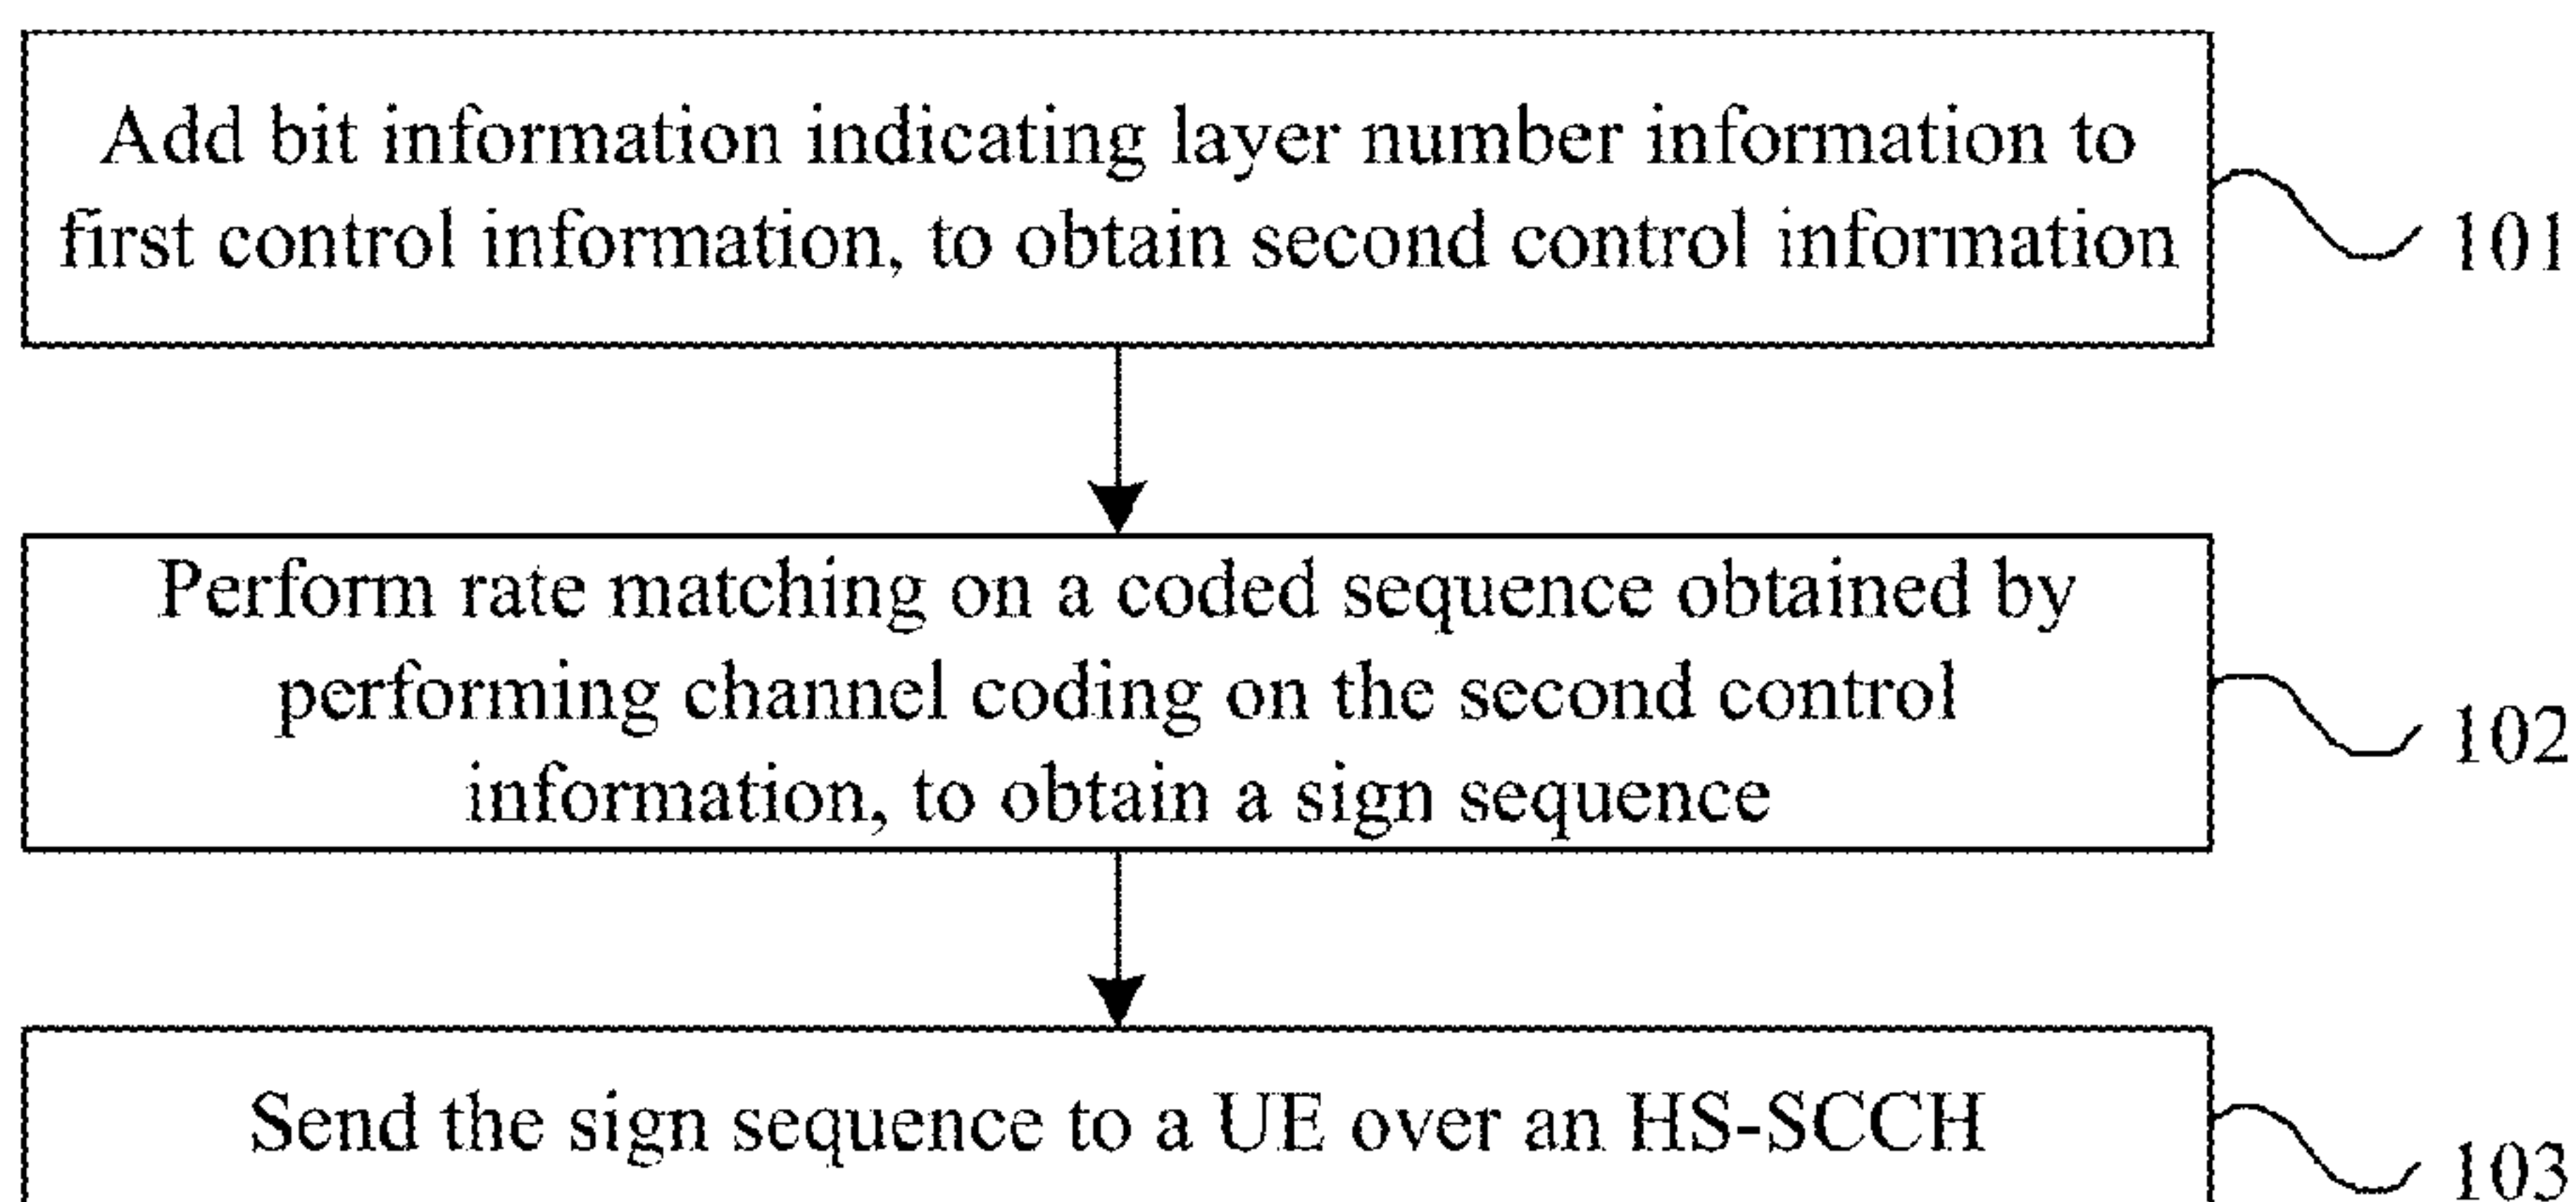 Add bit information indicating layer number information to
first control information, to obtain second control information
101
Perform rate matching on a coded sequence obtained by
performing channel coding on the second control
information, to obtain a sign sequence
102
Send the sign sequence to a UE over an HS-SCCH
103